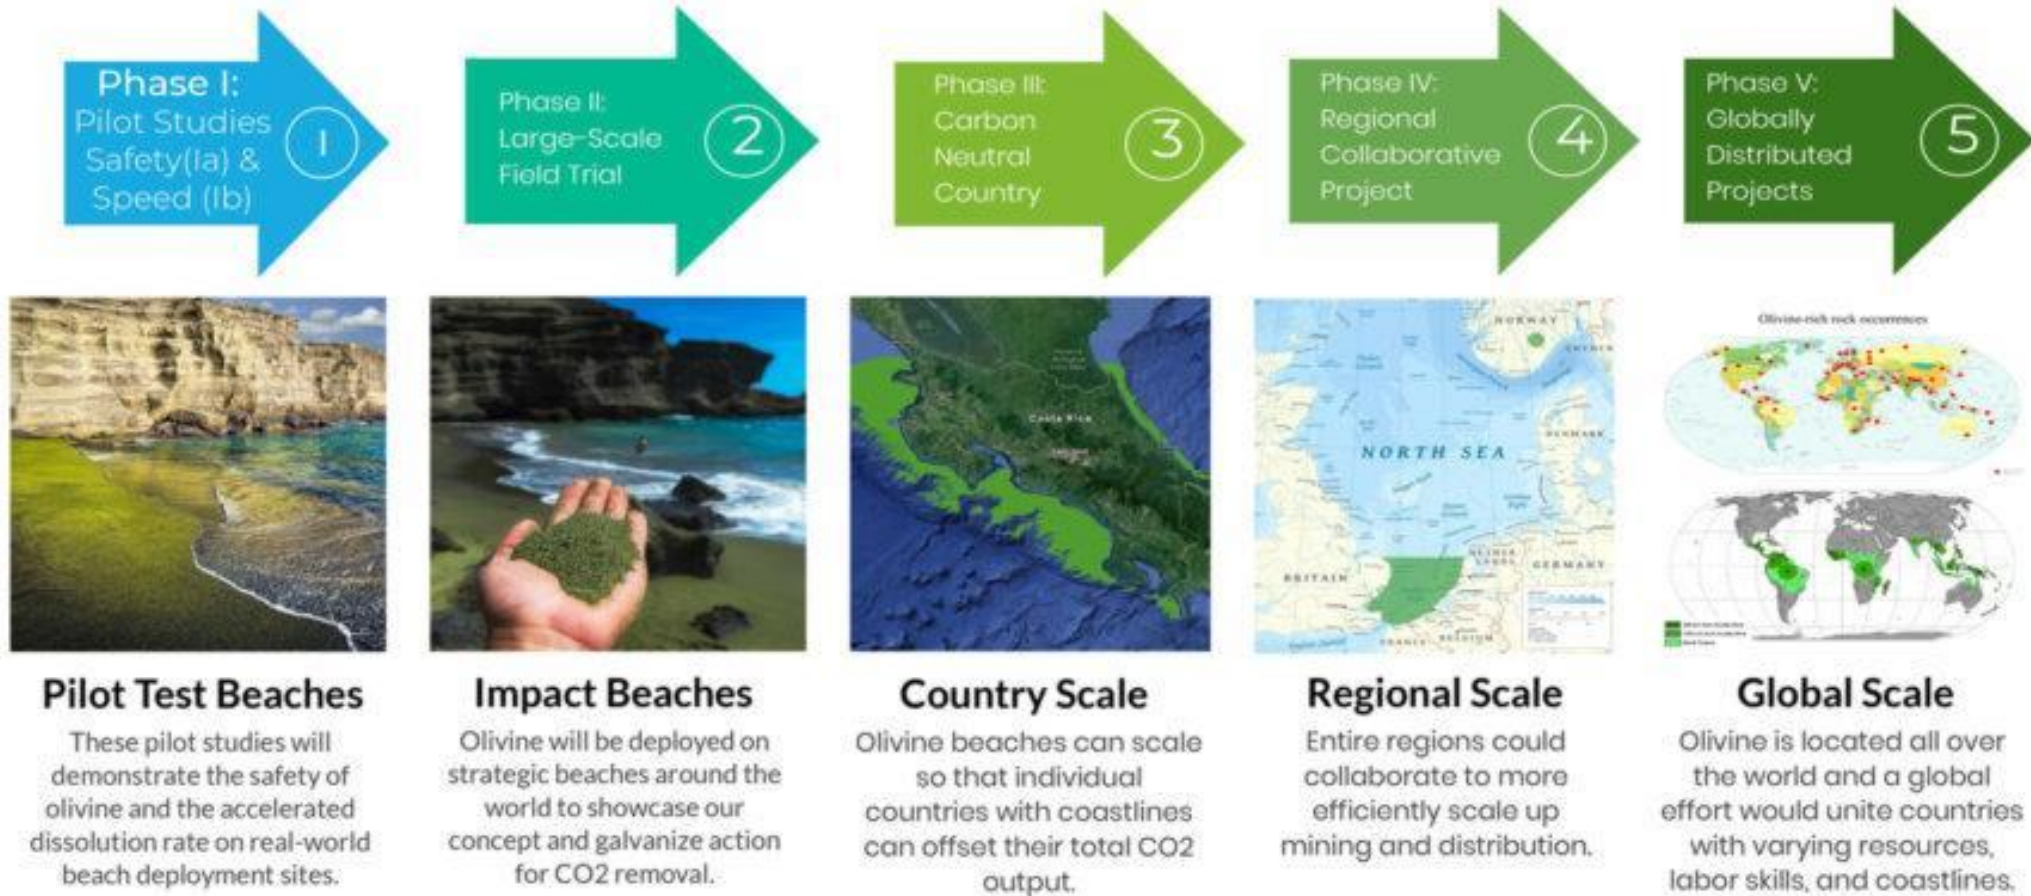 Phase I:
Pilot Studies
Safety(Ia) &
Speed (Ib)
1
Phase II:
Large-Scale
Field Trial
2
Phase III:
Carbon
Neutral
Country
3
Phase IV:
Regional
Collaborative
Project
4
Phase V:
Globally
Distributed
Projects
5
Costa Rica
NORWAY
NORTH SEA
DENMARK
BRITAIN
GERMANY
FRANCE
BELGIUM
Olivine-rich rock occurrences
Pilot Test Beaches
These pilot studies will
demonstrate the safety of
olivine and the accelerated
dissolution rate on real-world
beach deployment sites.
Impact Beaches
Olivine will be deployed on
strategic beaches around the
world to showcase our
concept and galvanize action
for CO2 removal.
Country Scale
Olivine beaches can scale
so that individual
countries with coastlines
can offset their total CO2
output.
Regional Scale
Entire regions could
collaborate to more
efficiently scale up
mining and distribution.
Global Scale
Olivine is located all over
the world and a global
effort would unite countries
with varying resources,
labor skills, and coastlines.